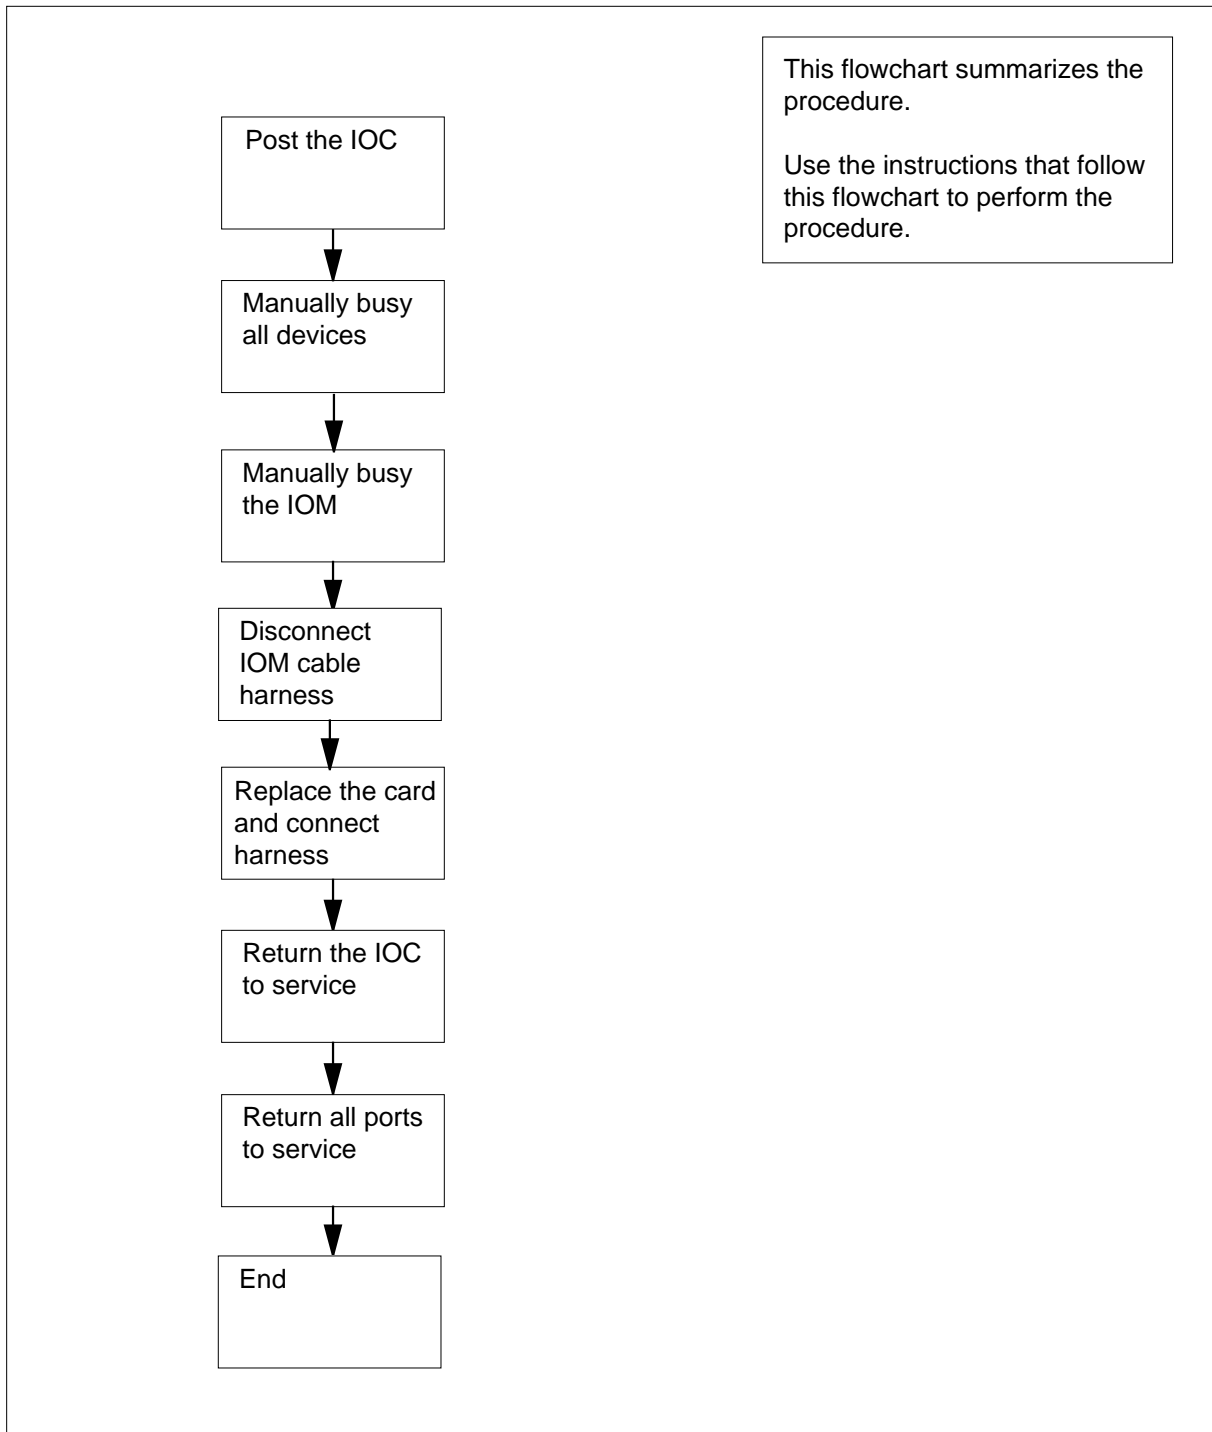 This flowchart summarizes the
procedure.
Use the instructions that follow
this flowchart to perform the
procedure.
Post the IOC
Manually busy
all devices
Manually busy
the IOM
Disconnect
IOM cable
harness
Replace the card
and connect
harness
Return the IOC
to service
Return all ports
to service
End